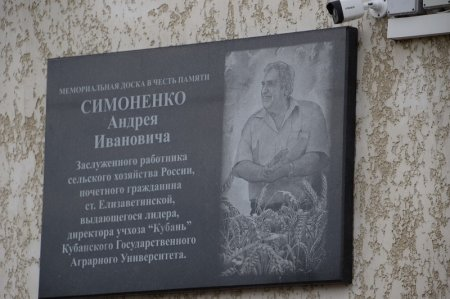 МЕМОРИАЛЬНАЯ ДОСКА В ЧЕСТЬ ПАМЯТИ
СИМОНЕНКО
Андрея
Ивановича
Заслуженного работника
сельского хозяйства России,
почетного гражданина
ст. Елизаветинской,
выдающегося лидера,
директора учхоза "Кубань"
Кубанского Государственного
Аграрного Университета.